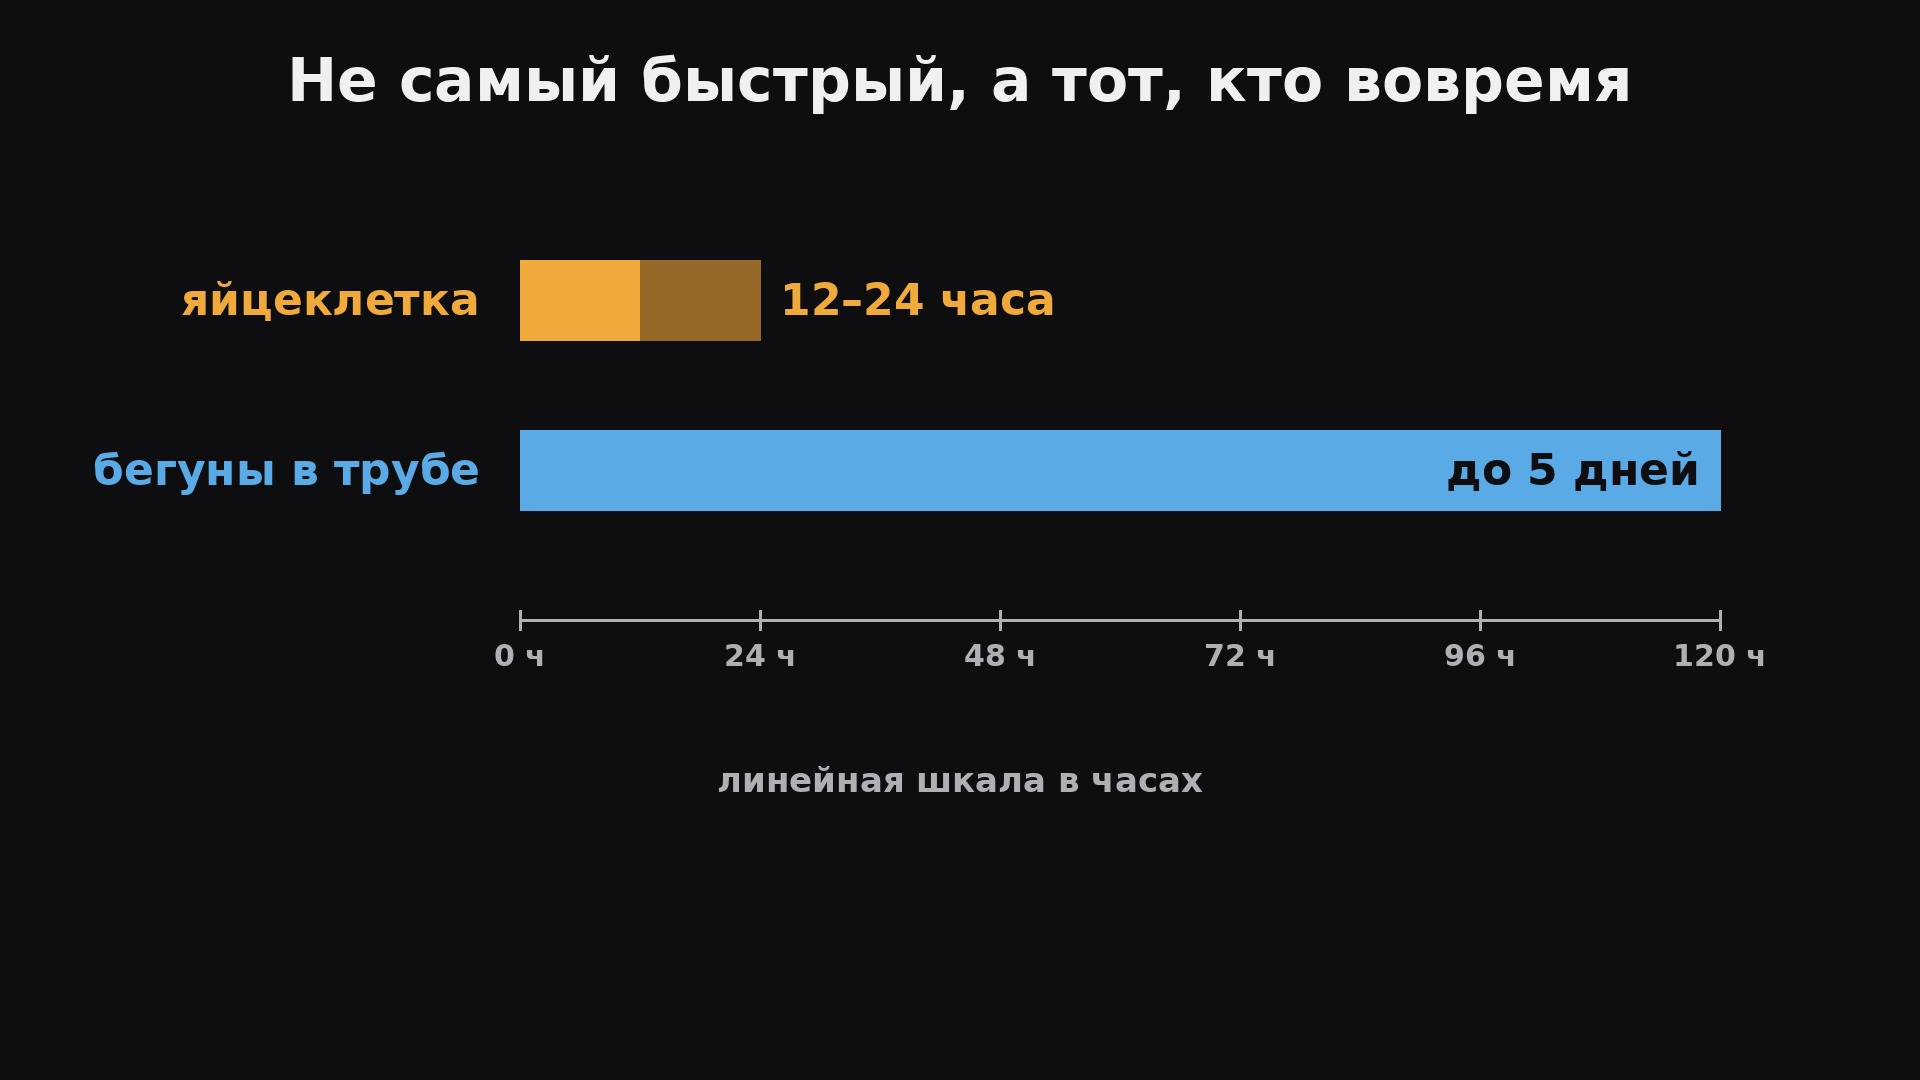 Не самый быстрый, а тот, кто вовремя
яйцеклетка
12–24 часа
бегуны в трубе
до 5 дней
0 ч 24 ч 48 ч 72 ч 96 ч 120 ч
линейная шкала в часах